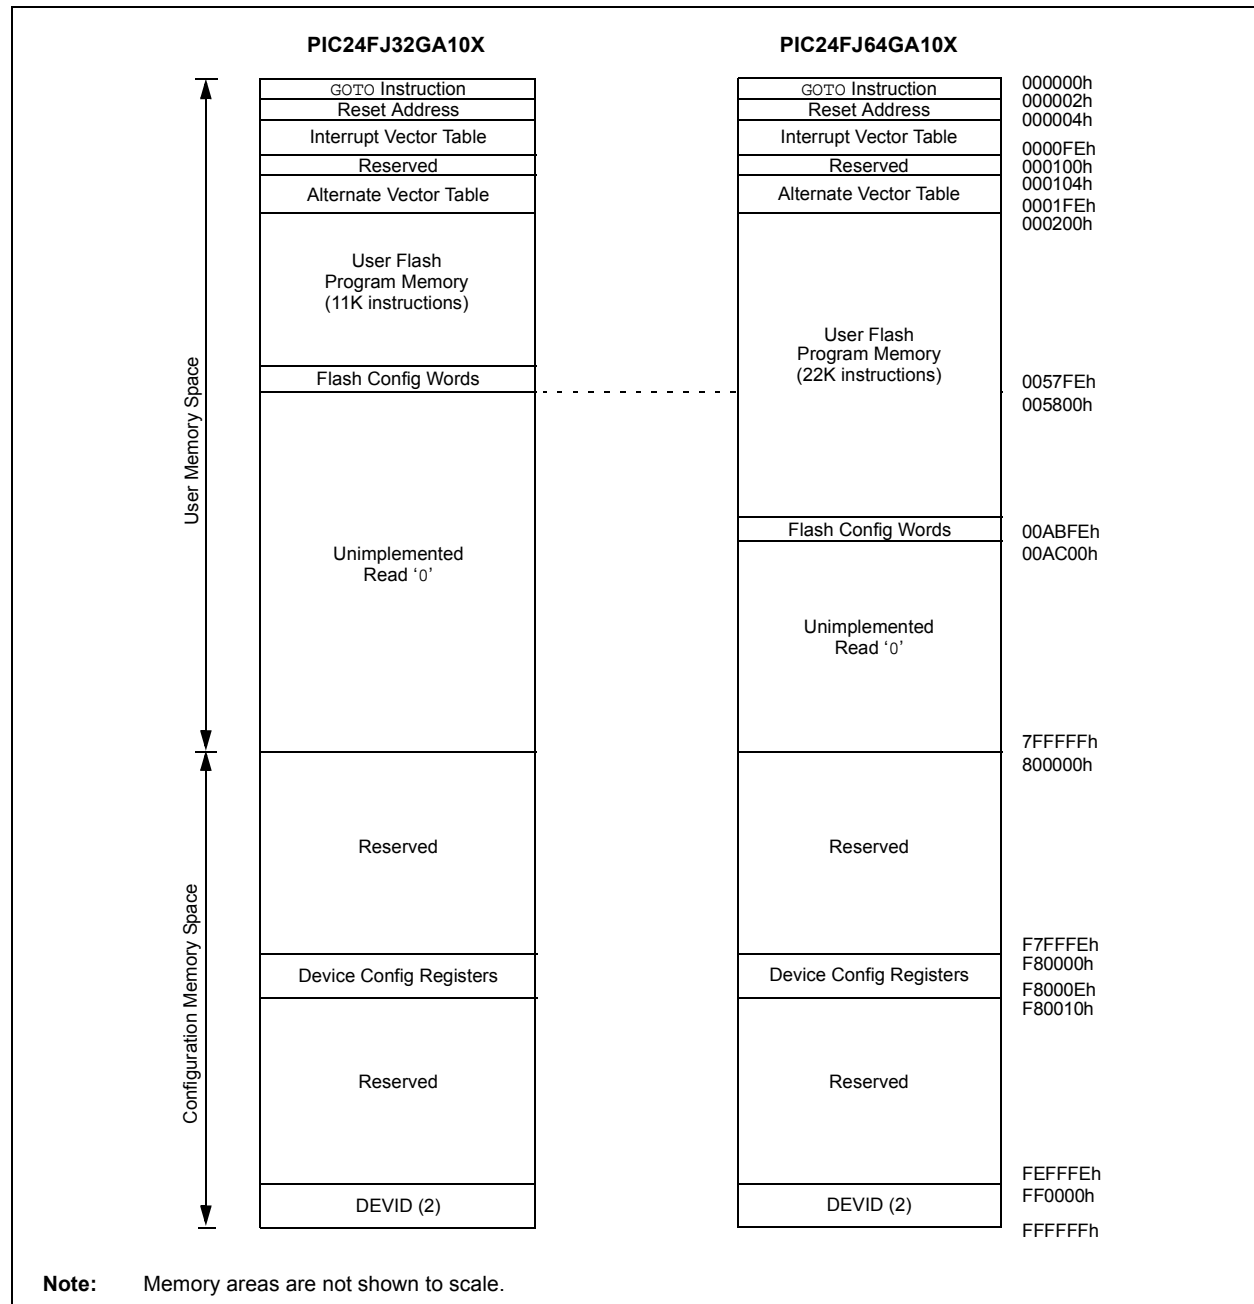 PIC24FJ32GA10X
PIC24FJ64GA10X
GOTO Instruction
Reset Address
Interrupt Vector Table
Reserved
Alternate Vector Table
User Flash
Program Memory
(11K instructions)
Flash Config Words
Unimplemented
Read ‘0’
Reserved
Device Config Registers
Reserved
DEVID (2)
GOTO Instruction
Reset Address
Interrupt Vector Table
Reserved
Alternate Vector Table
User Flash
Program Memory
(22K instructions)
Flash Config Words
Unimplemented
Read ‘0’
Reserved
Device Config Registers
Reserved
DEVID (2)
000000h
000002h
000004h
0000FEh
000100h
000104h
0001FEh
000200h
0057FEh
005800h
00ABFEh
00AC00h
7FFFFFh
800000h
F7FFFEh
F80000h
F8000Eh
F80010h
FEFFFEh
FF0000h
FFFFFFh
User Memory Space
Configuration Memory Space
Note: Memory areas are not shown to scale.